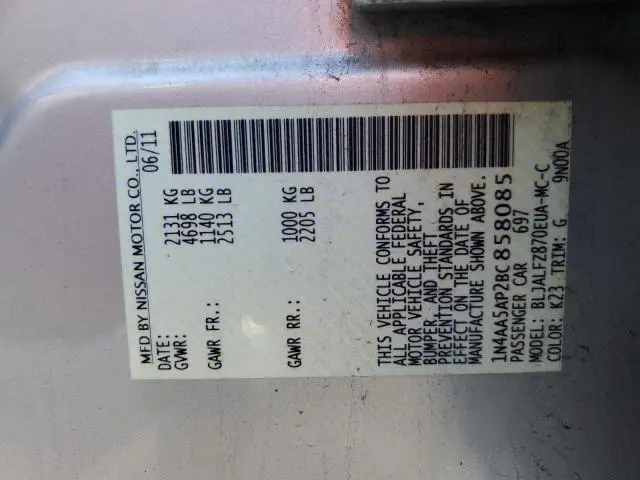 MFD BY NISSAN MOTOR CO., LTD.
DATE: 06/11
GVWR: 2131 KG
4698 LB
GAWR FR.: 1140 KG
2513 LB
GAWR RR.: 1000 KG
2205 LB
THIS VEHICLE CONFORMS TO
ALL APPLICABLE FEDERAL
MOTOR VEHICLE SAFETY,
BUMPER, AND THEFT
PREVENTION STANDARDS IN
EFFECT ON THE DATE OF
MANUFACTURE SHOWN ABOVE.
1N4AA5AP2BC858085
PASSENGER CAR 697
MODEL: BLJALFZ870EUA-MC-C
COLOR: K23 TRIM: G 9N00A